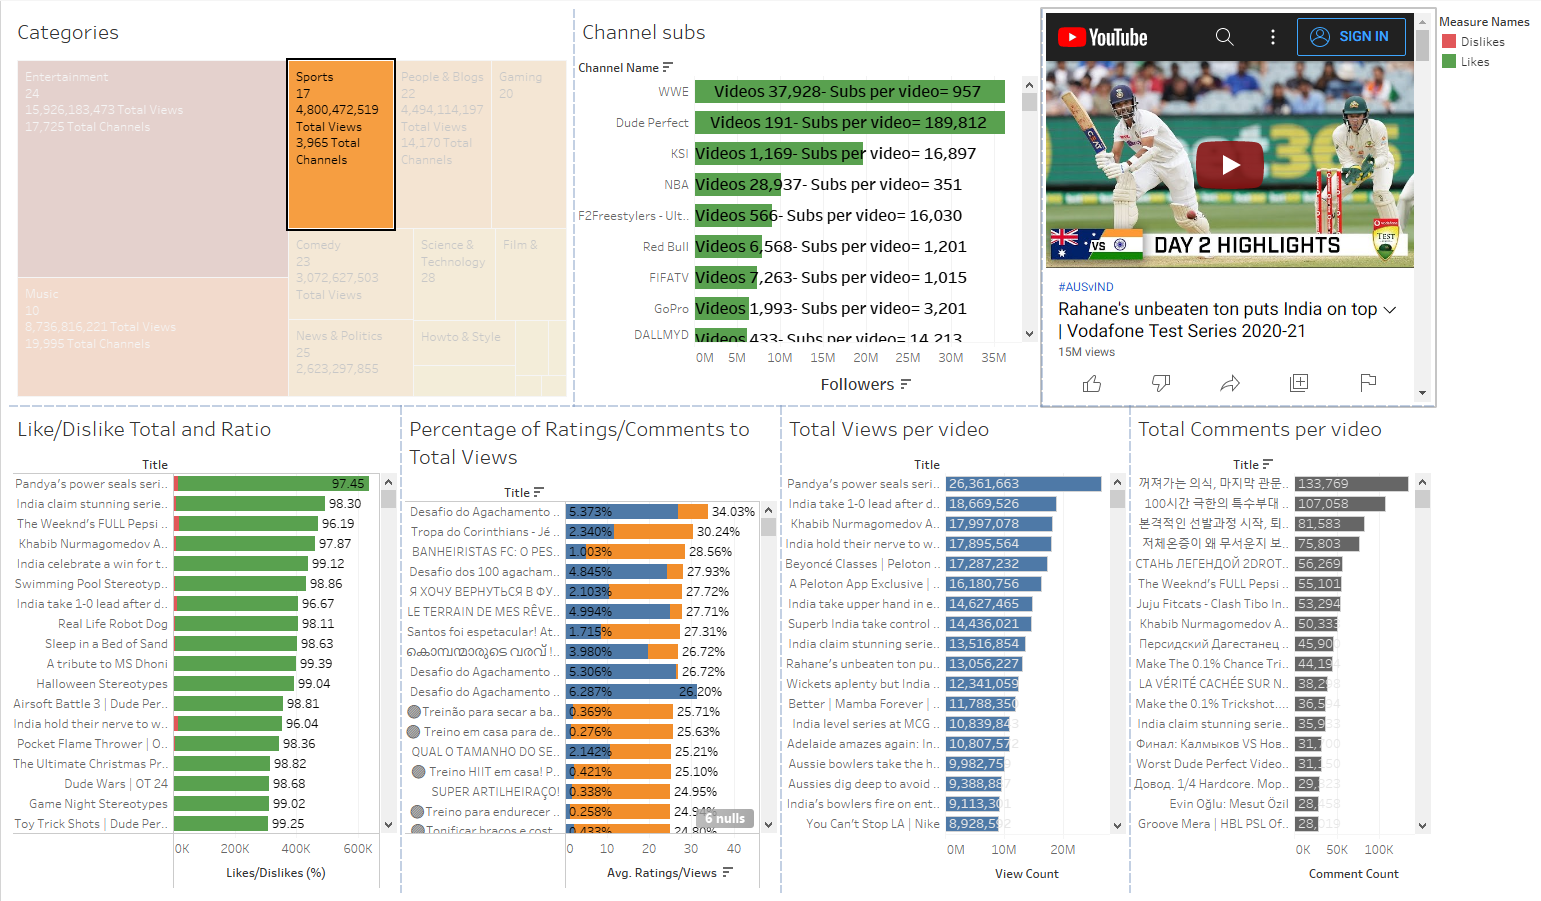 Categories
Entertainment
24
15,926,183,473 Total Views
17,725 Total Channels
Sports
17
4,800,472,519
Total Views
3,965 Total
Channels
People & Blogs
22
4,494,114,197
Total Views
14,170 Total
Channels
Gaming
20
Music
10
8,736,816,221 Total Views
19,995 Total Channels
Comedy
23
3,072,627,503
Total Views
Science &
Technology
28
Film &
News & Politics
25
2,623,297,855
Howto & Style
Channel subs
Channel Name
WWE Videos 37,928- Subs per video= 957
Dude Perfect Videos 191- Subs per video= 189,812
KSI Videos 1,169- Subs per video= 16,897
NBA Videos 28,937- Subs per video= 351
F2Freestylers - Ult.. Videos 566- Subs per video= 16,030
Red Bull Videos 6,568- Subs per video= 1,201
FIFATV Videos 7,263- Subs per video= 1,015
GoPro Videos 1,993- Subs per video= 3,201
DALLMYD Videos 433- Subs per video= 14,213
0M 5M 10M 15M 20M 25M 30M 35M
Followers
YouTube
SIGN IN
VS
DAY 2 HIGHLIGHTS
TEST
#AUSvIND
Rahane's unbeaten ton puts India on top
| Vodafone Test Series 2020-21
15M views
Measure Names
Dislikes
Likes
Like/Dislike Total and Ratio
Title
Pandya's power seals seri.. 97.45
India claim stunning serie.. 98.30
The Weeknd's FULL Pepsi .. 96.19
Khabib Nurmagomedov A.. 97.87
India celebrate a win for t.. 99.12
Swimming Pool Stereotyp.. 98.86
India take 1-0 lead after d.. 96.67
Real Life Robot Dog 98.11
Sleep in a Bed of Sand 98.63
A tribute to MS Dhoni 99.39
Halloween Stereotypes 99.04
Airsoft Battle 3 | Dude Per.. 98.81
India hold their nerve to w.. 96.04
Pocket Flame Thrower | O.. 98.36
The Ultimate Christmas Pr.. 98.82
Dude Wars | OT 24 98.68
Game Night Stereotypes 99.02
Toy Trick Shots | Dude Per.. 99.25
0K 200K 400K 600K
Likes/Dislikes (%)
Percentage of Ratings/Comments to
Total Views
Title
Desafio do Agachamento .. 5.373% 34.03%
Tropa do Corinthians - Jé .. 2.340% 30.24%
BANHEIRISTAS FC: O PES.. 1.003% 28.56%
Desafio dos 100 agacham.. 4.845% 27.93%
Я ХОЧУ ВЕРНУТЬСЯ В ФУ.. 2.103% 27.72%
LE TERRAIN DE MES RÊVE.. 4.994% 27.71%
Santos foi espetacular! At.. 1.715% 27.31%
കൊമ്പന്മാരുടെ വരവ് !.. 3.980% 26.72%
Desafio do Agachamento .. 5.306% 26.72%
Desafio do Agachamento .. 6.287% 26.20%
Treinão para secar a ba.. 0.369% 25.71%
Treino em casa para de.. 0.276% 25.63%
QUAL O TAMANHO DO SE.. 2.142% 25.21%
Treino HIIT em casa! P.. 0.421% 25.10%
SUPER ARTILHEIRAÇO! 0.338% 24.95%
Treino para endurecer .. 0.258% 24.94%
Tonificar braços e cost.. 0.433% 24.80%
6 nulls
0 10 20 30 40
Avg. Ratings/Views
Total Views per video
Title
Pandya's power seals seri.. 26,361,663
India take 1-0 lead after d.. 18,669,526
Khabib Nurmagomedov A.. 17,997,078
India hold their nerve to w.. 17,895,564
Beyoncé Classes | Peloton .. 17,287,232
A Peloton App Exclusive | .. 16,180,756
India take upper hand in e.. 14,627,465
Superb India take control .. 14,436,021
India claim stunning serie.. 13,516,854
Rahane's unbeaten ton pu.. 13,056,227
Wickets aplenty but India .. 12,341,059
Better | Mamba Forever | .. 11,788,350
India level series at MCG .. 10,839,843
Adelaide amazes again: In.. 10,807,572
Aussie bowlers take the h.. 9,982,759
Aussies dig deep to avoid .. 9,388,887
India's bowlers fire on ent.. 9,113,301
You Can't Stop LA | Nike 8,928,592
0M 10M 20M
View Count
Total Comments per video
Title
꺼져가는 의식, 마지막 관문.. 133,769
100시간 극한의 특수부대 .. 107,058
본격적인 선발과정 시작, 퇴.. 81,583
저체온증이 왜 무서운지 보.. 75,803
СТАНЬ ЛЕГЕНДОЙ 2DROT.. 56,269
The Weeknd's FULL Pepsi .. 55,101
Juju Fitcats - Clash Tibo In.. 53,294
Khabib Nurmagomedov A.. 50,333
Персидский Дагестанец .. 45,900
Make The 0.1% Chance Tri.. 44,194
LA VÉRITÉ CACHÉE SUR N.. 38,298
Make the 0.1% Trickshot.... 36,594
India claim stunning serie.. 35,983
Финал: Калмыков VS Нов..
Worst Dude Perfect Video..
Довод. 1/4 Hardcore. Mop..
Evin Oğlu: Mesut Özil
Groove Mera | HBL PSL Of..
0K 50K 100K
Comment Count